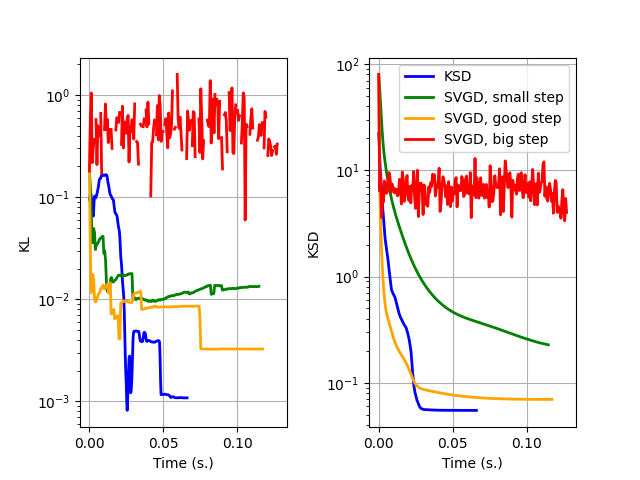 KL
10⁰
10⁻¹
10⁻²
10⁻³
0.00 0.05 0.10
Time (s.)
KSD
10²
10¹
10⁰
10⁻¹
0.00 0.05 0.10
Time (s.)
KSD
SVGD, small step
SVGD, good step
SVGD, big step